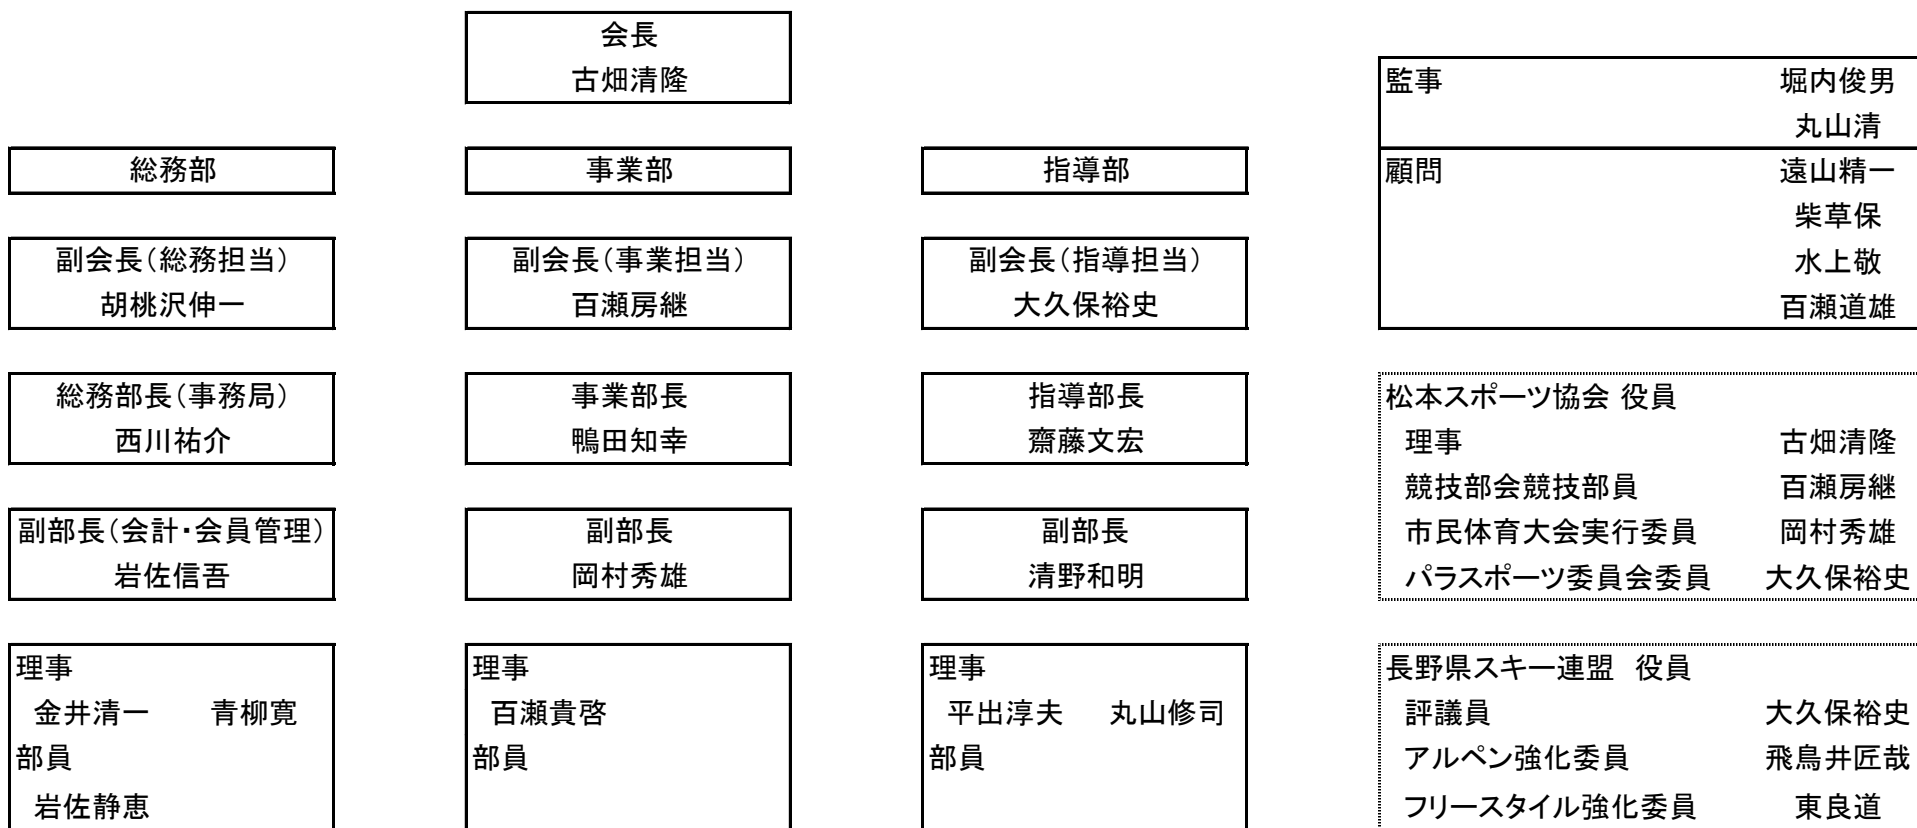 会長
古畑清隆
総務部
副会長（総務担当）
胡桃沢伸一
総務部長（事務局）
西川祐介
副部長（会計・会員管理）
岩佐信吾
理事
金井清一 青柳寛
部員
岩佐静恵
事業部
副会長（事業担当）
百瀬房継
事業部長
鴨田知幸
副部長
岡村秀雄
理事
百瀬貴啓
部員
指導部
副会長（指導担当）
大久保裕史
指導部長
齋藤文宏
副部長
清野和明
理事
平出淳夫 丸山修司
部員
監事 堀内俊男
丸山清
顧問 遠山精一
柴草保
水上敬
百瀬道雄
松本スポーツ協会 役員
理事 古畑清隆
競技部会競技部員 百瀬房継
市民体育大会実行委員 岡村秀雄
パラスポーツ委員会委員 大久保裕史
長野県スキー連盟 役員
評議員 大久保裕史
アルペン強化委員 飛鳥井匠哉
フリースタイル強化委員 東良道